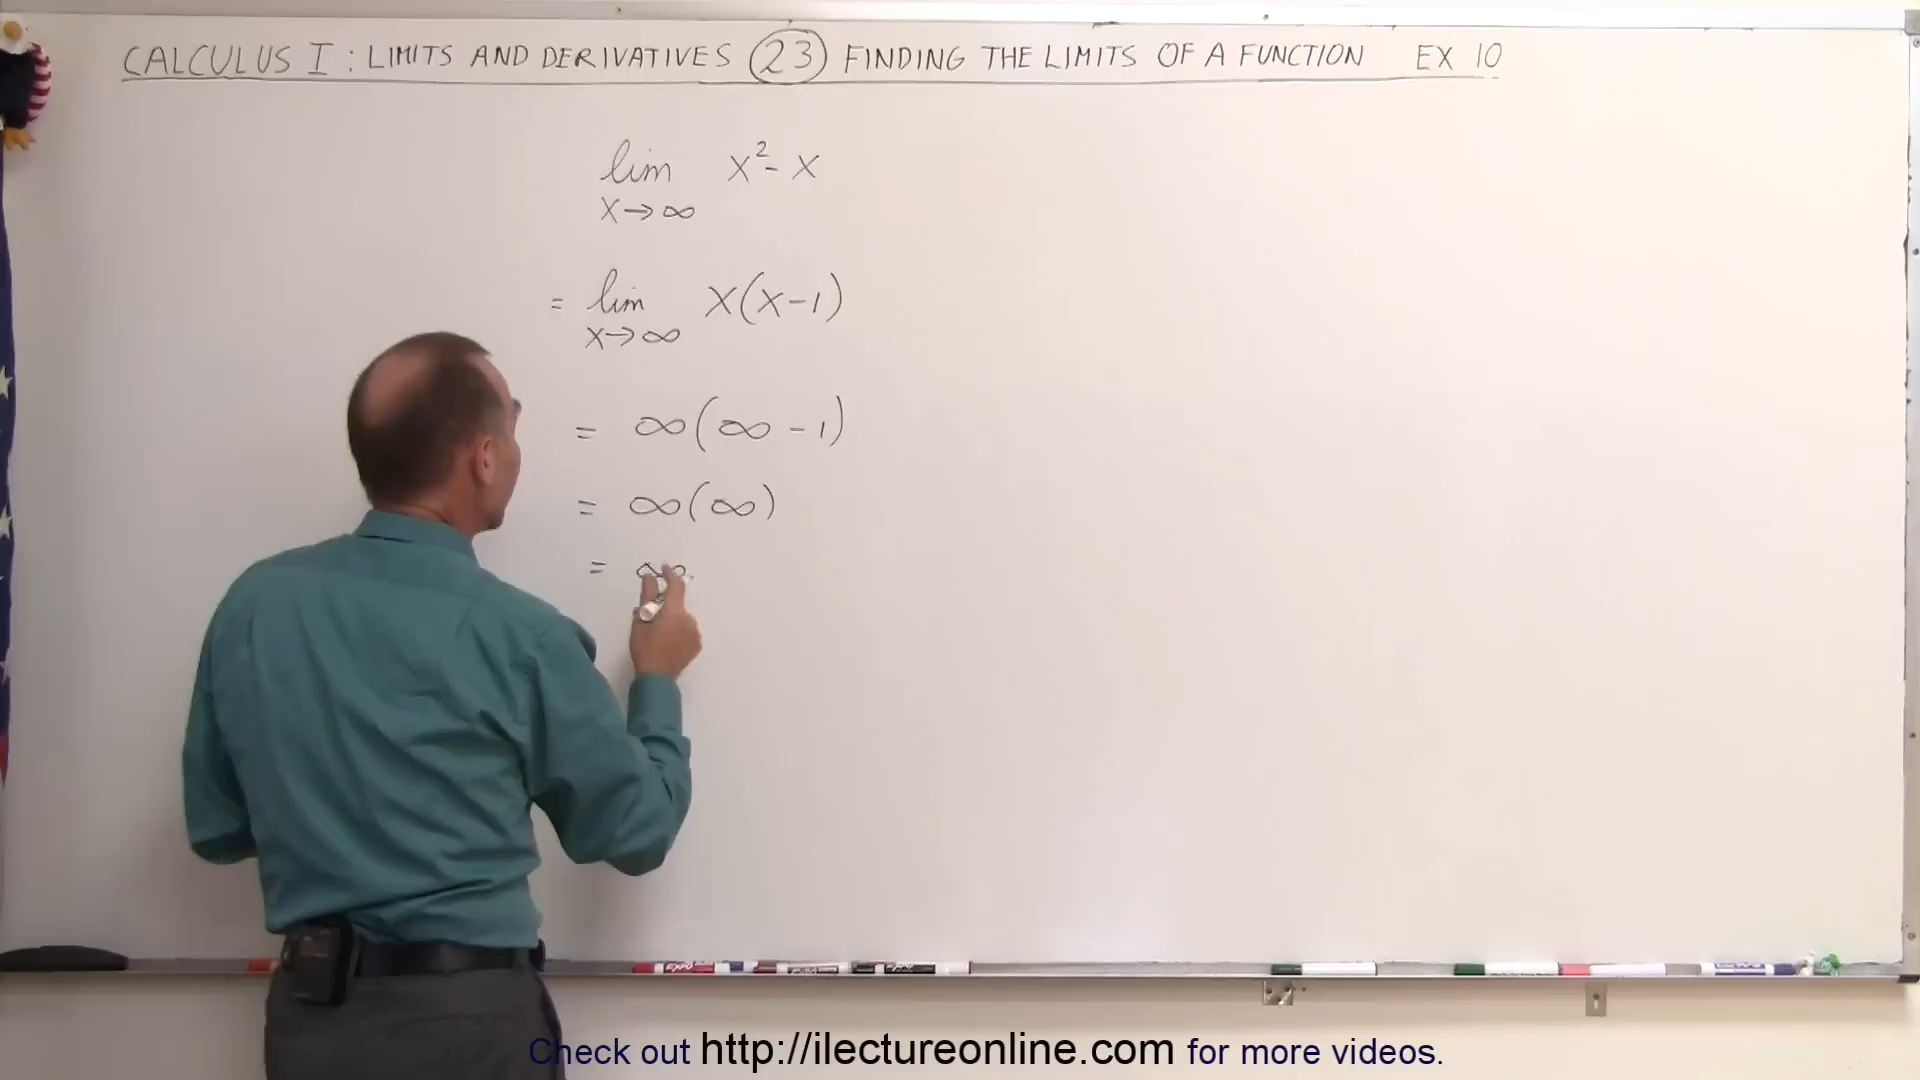 CALCULUS I : LIMITS AND DERIVATIVES 23 FINDING THE LIMITS OF A FUNCTION EX 10
lim x² - x
x→∞
= lim x(x-1)
x→∞
= ∞(∞ -1)
= ∞(∞)
= ∞
Check out http://ilectureonline.com for more videos.